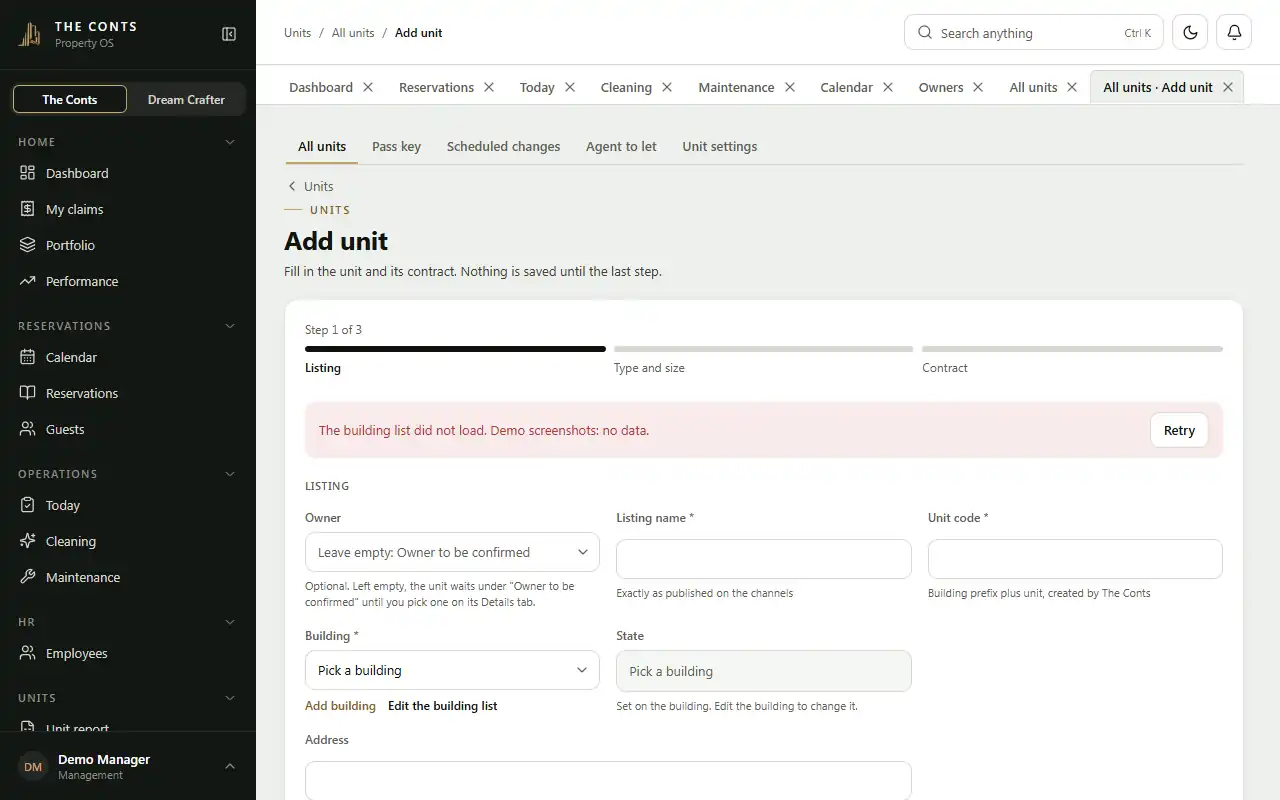 THE CONTS
Property OS
The Conts
Dream Crafter
HOME
Dashboard
My claims
Portfolio
Performance
RESERVATIONS
Calendar
Reservations
Guests
OPERATIONS
Today
Cleaning
Maintenance
HR
Employees
UNITS
Unit report
DM
Demo Manager
Management
Units / All units / Add unit
Search anything
Ctrl K
Dashboard
Reservations
Today
Cleaning
Maintenance
Calendar
Owners
All units
All units · Add unit
All units
Pass key
Scheduled changes
Agent to let
Unit settings
Units
UNITS
Add unit
Fill in the unit and its contract. Nothing is saved until the last step.
Step 1 of 3
Listing
Type and size
Contract
The building list did not load. Demo screenshots: no data.
Retry
LISTING
Owner
Leave empty: Owner to be confirmed
Optional. Left empty, the unit waits under "Owner to be
confirmed" until you pick one on its Details tab.
Listing name *
Exactly as published on the channels
Unit code *
Building prefix plus unit, created by The Conts
Building *
Pick a building
Add building
Edit the building list
State
Pick a building
Set on the building. Edit the building to change it.
Address